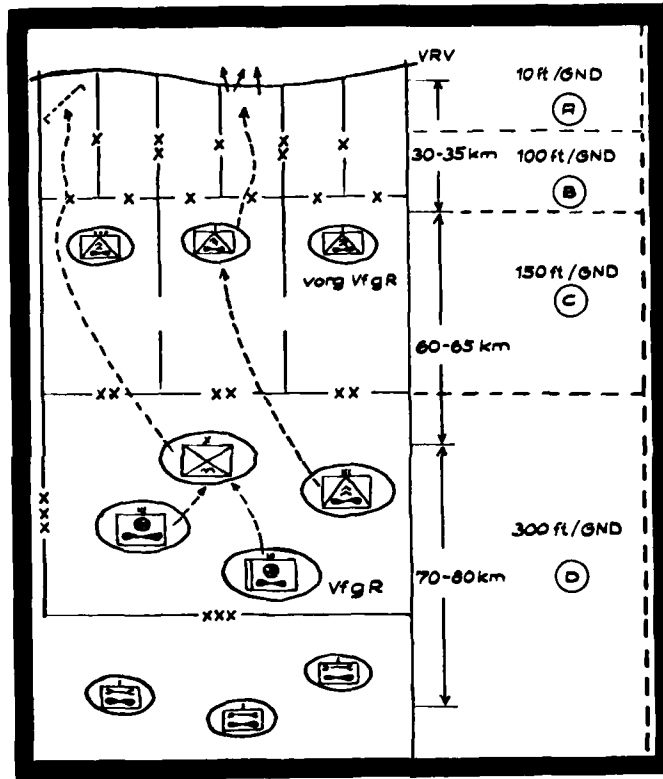 VRV
10 ft/GND
A
30-35 km
100 ft/GND
B
vorg VfgR
150 ft/GND
C
60-65 km
xx
xx
xxx
300 ft/GND
D
VfgR
70-80 km
xxx